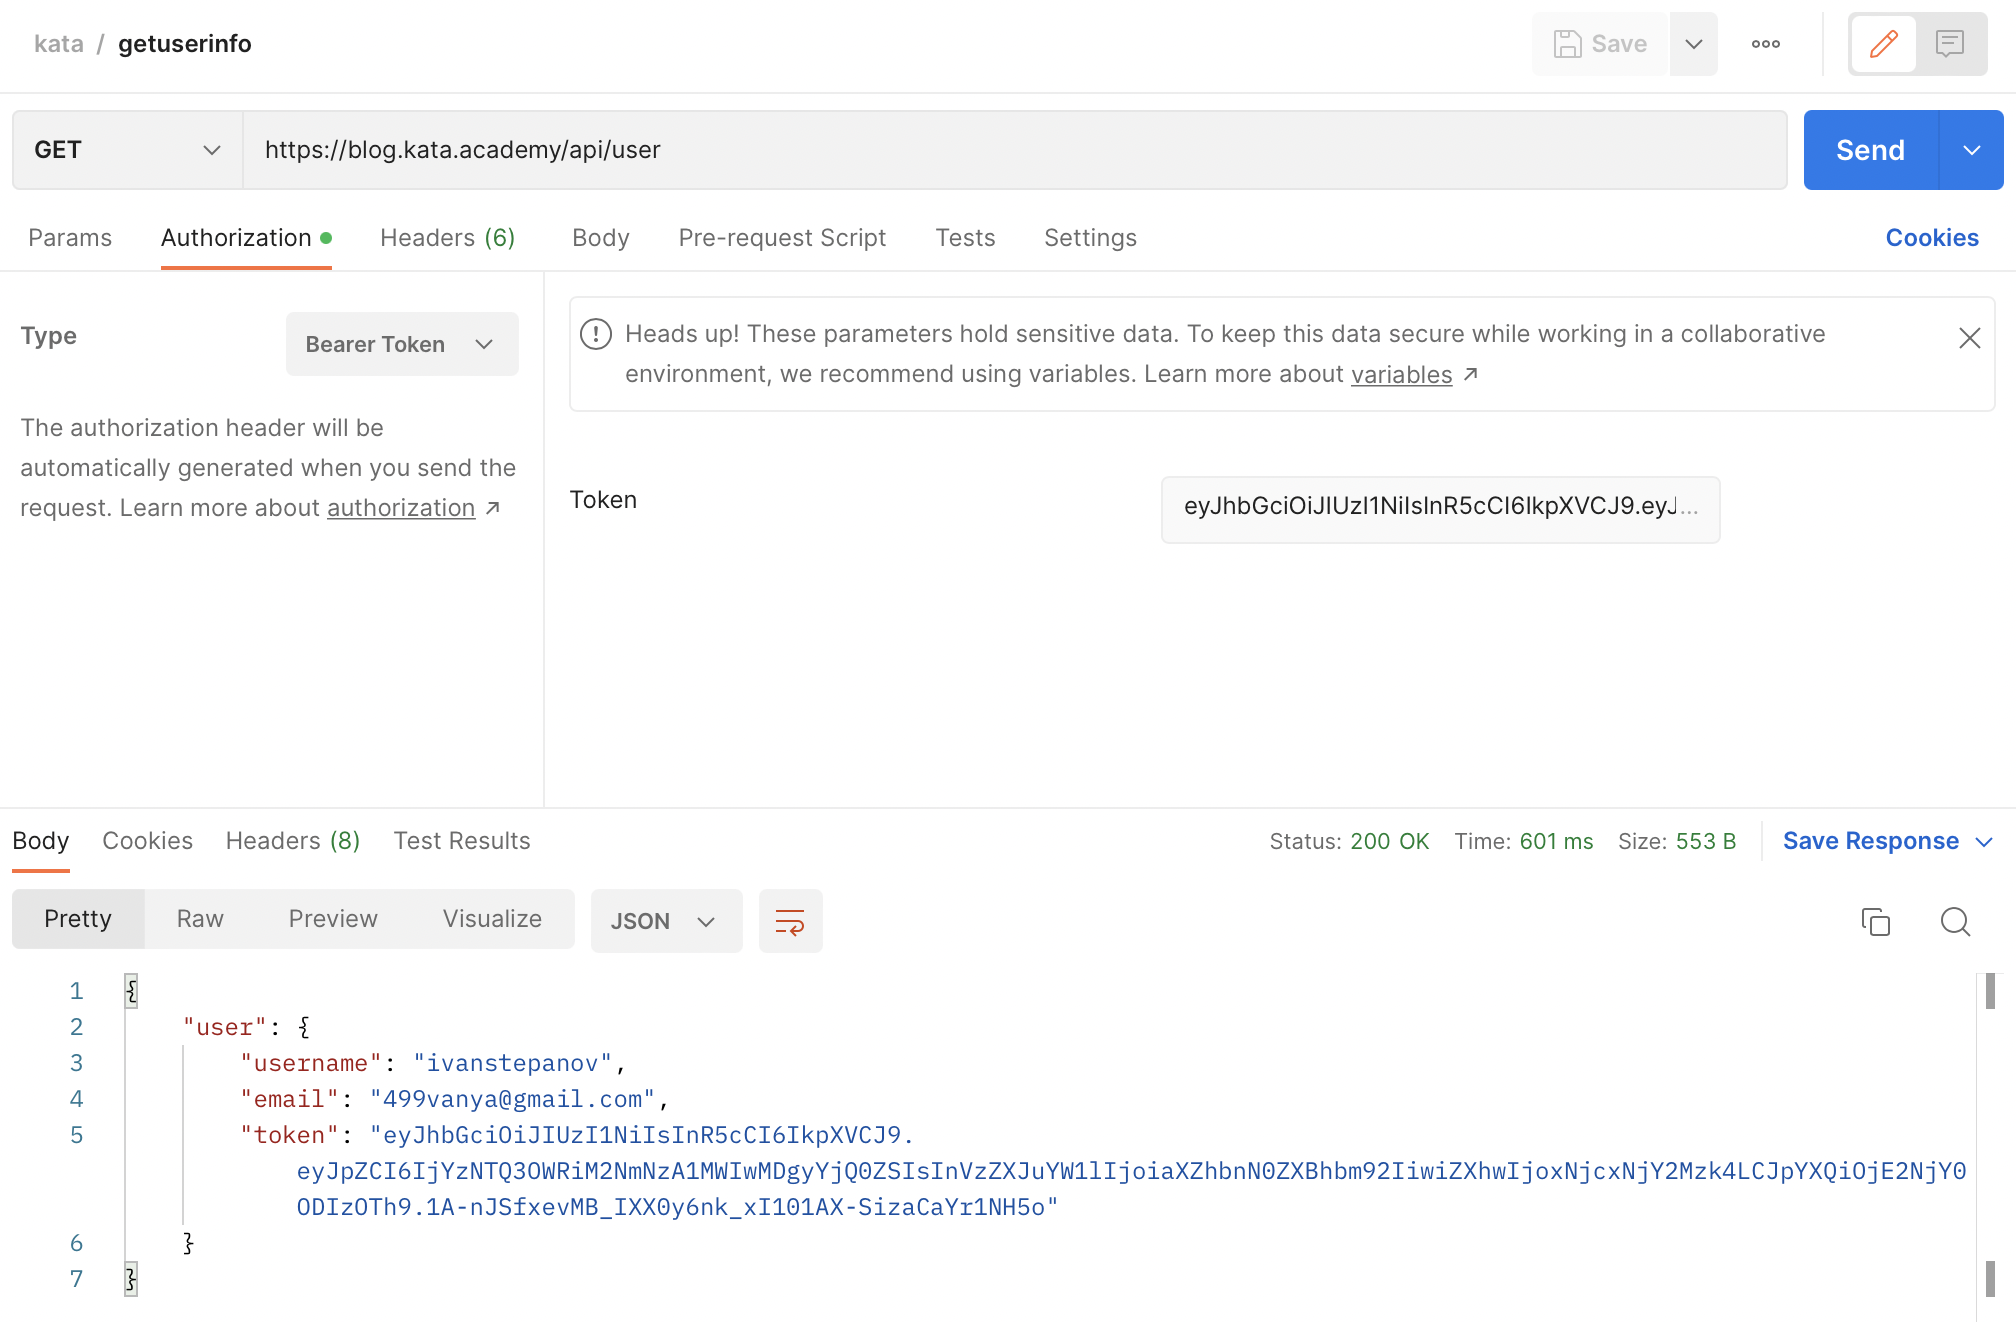 kata / getuserinfo
Save
GET
https://blog.kata.academy/api/user
Send
Params Authorization Headers (6) Body Pre-request Script Tests Settings Cookies
Type
Bearer Token
The authorization header will be
automatically generated when you send the
request. Learn more about authorization ↗
Heads up! These parameters hold sensitive data. To keep this data secure while working in a collaborative
environment, we recommend using variables. Learn more about variables ↗
Token
eyJhbGciOiJIUzI1NiIsInR5cCI6IkpXVCJ9.eyJ...
Body Cookies Headers (8) Test Results Status: 200 OK Time: 601 ms Size: 553 B Save Response
Pretty Raw Preview Visualize JSON
1 {
2 "user": {
3 "username": "ivanstepanov",
4 "email": "499vanya@gmail.com",
5 "token": "eyJhbGciOiJIUzI1NiIsInR5cCI6IkpXVCJ9.
eyJpZCI6IjYzNTQ3OWRiM2NmNzA1MWIwMDgyYjQ0ZSIsInVzZXJuYW1lIjoiaXZhbnN0ZXBhbm92IiwiZXhwIjoxNjcxNjY2Mzk4LCJpYXQiOjE2NjY0
ODIzOTh9.1A-nJSfxevMB_IXX0y6nk_xI101AX-SizaCaYr1NH5o"
6 }
7 }